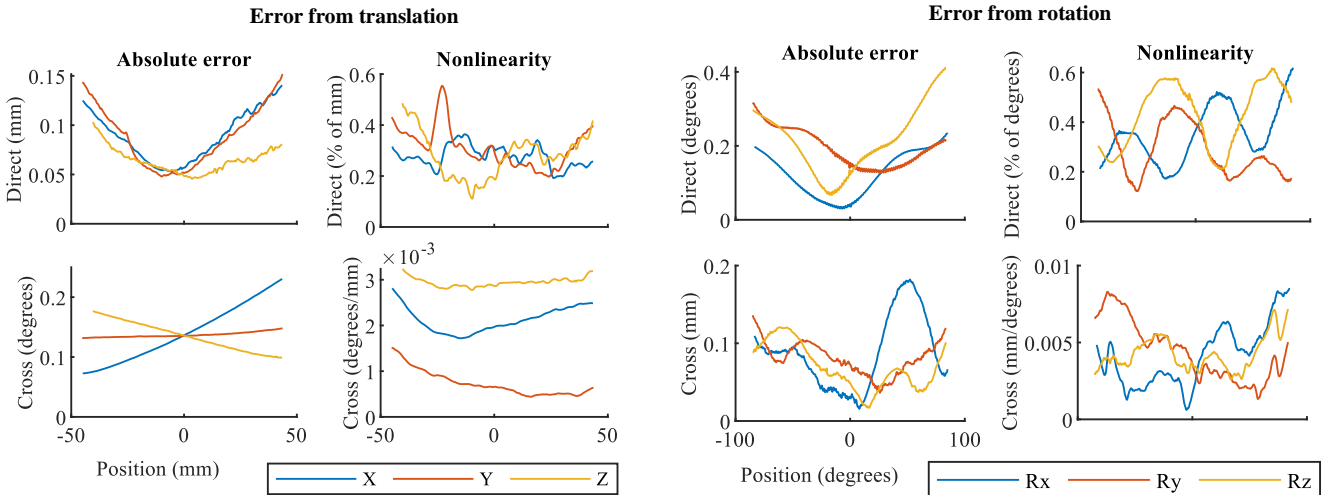 Error from translation
Error from rotation
Absolute error
Nonlinearity
Absolute error
Nonlinearity
Direct (mm)
0.15
0.1
0.05
0
Direct (% of mm)
0.6
0.4
0.2
0
Direct (degrees)
0.4
0.2
0
Direct (% of degrees)
0.6
0.4
0.2
0
Cross (degrees)
0.2
0.1
0
-50
0
50
Position (mm)
Cross (degrees/mm)
×10-3
3
2
1
0
-50
0
50
Cross (mm)
0.2
0.1
0
-100
0
100
Position (degrees)
Cross (mm/degrees)
0.01
0.005
0
X Y Z
Rx Ry Rz